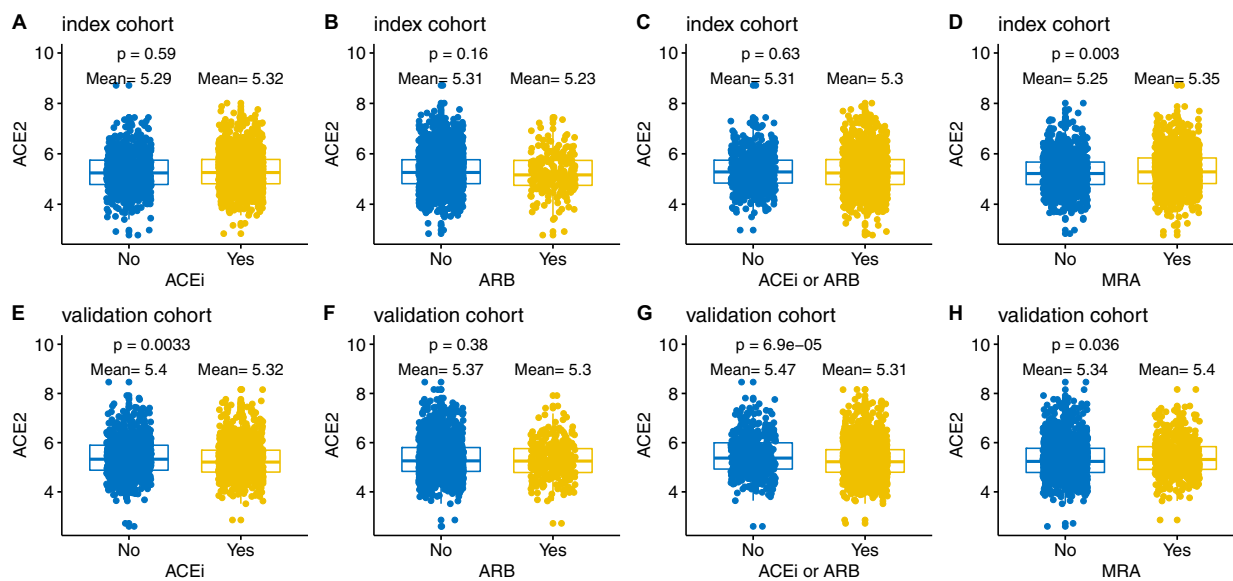 A index cohort
p = 0.59
Mean= 5.29 Mean= 5.32
10
8
6
4
ACE2
No Yes
ACEi
B index cohort
p = 0.16
Mean= 5.31 Mean= 5.23
10
8
6
4
ACE2
No Yes
ARB
C index cohort
p = 0.63
Mean= 5.31 Mean= 5.3
10
8
6
4
ACE2
No Yes
ACEi or ARB
D index cohort
p = 0.003
Mean= 5.25 Mean= 5.35
10
8
6
4
ACE2
No Yes
MRA
E validation cohort
p = 0.0033
Mean= 5.4 Mean= 5.32
10
8
6
4
ACE2
No Yes
ACEi
F validation cohort
p = 0.38
Mean= 5.37 Mean= 5.3
10
8
6
4
ACE2
No Yes
ARB
G validation cohort
p = 6.9e−05
Mean= 5.47 Mean= 5.31
10
8
6
4
ACE2
No Yes
ACEi or ARB
H validation cohort
p = 0.036
Mean= 5.34 Mean= 5.4
10
8
6
4
ACE2
No Yes
MRA